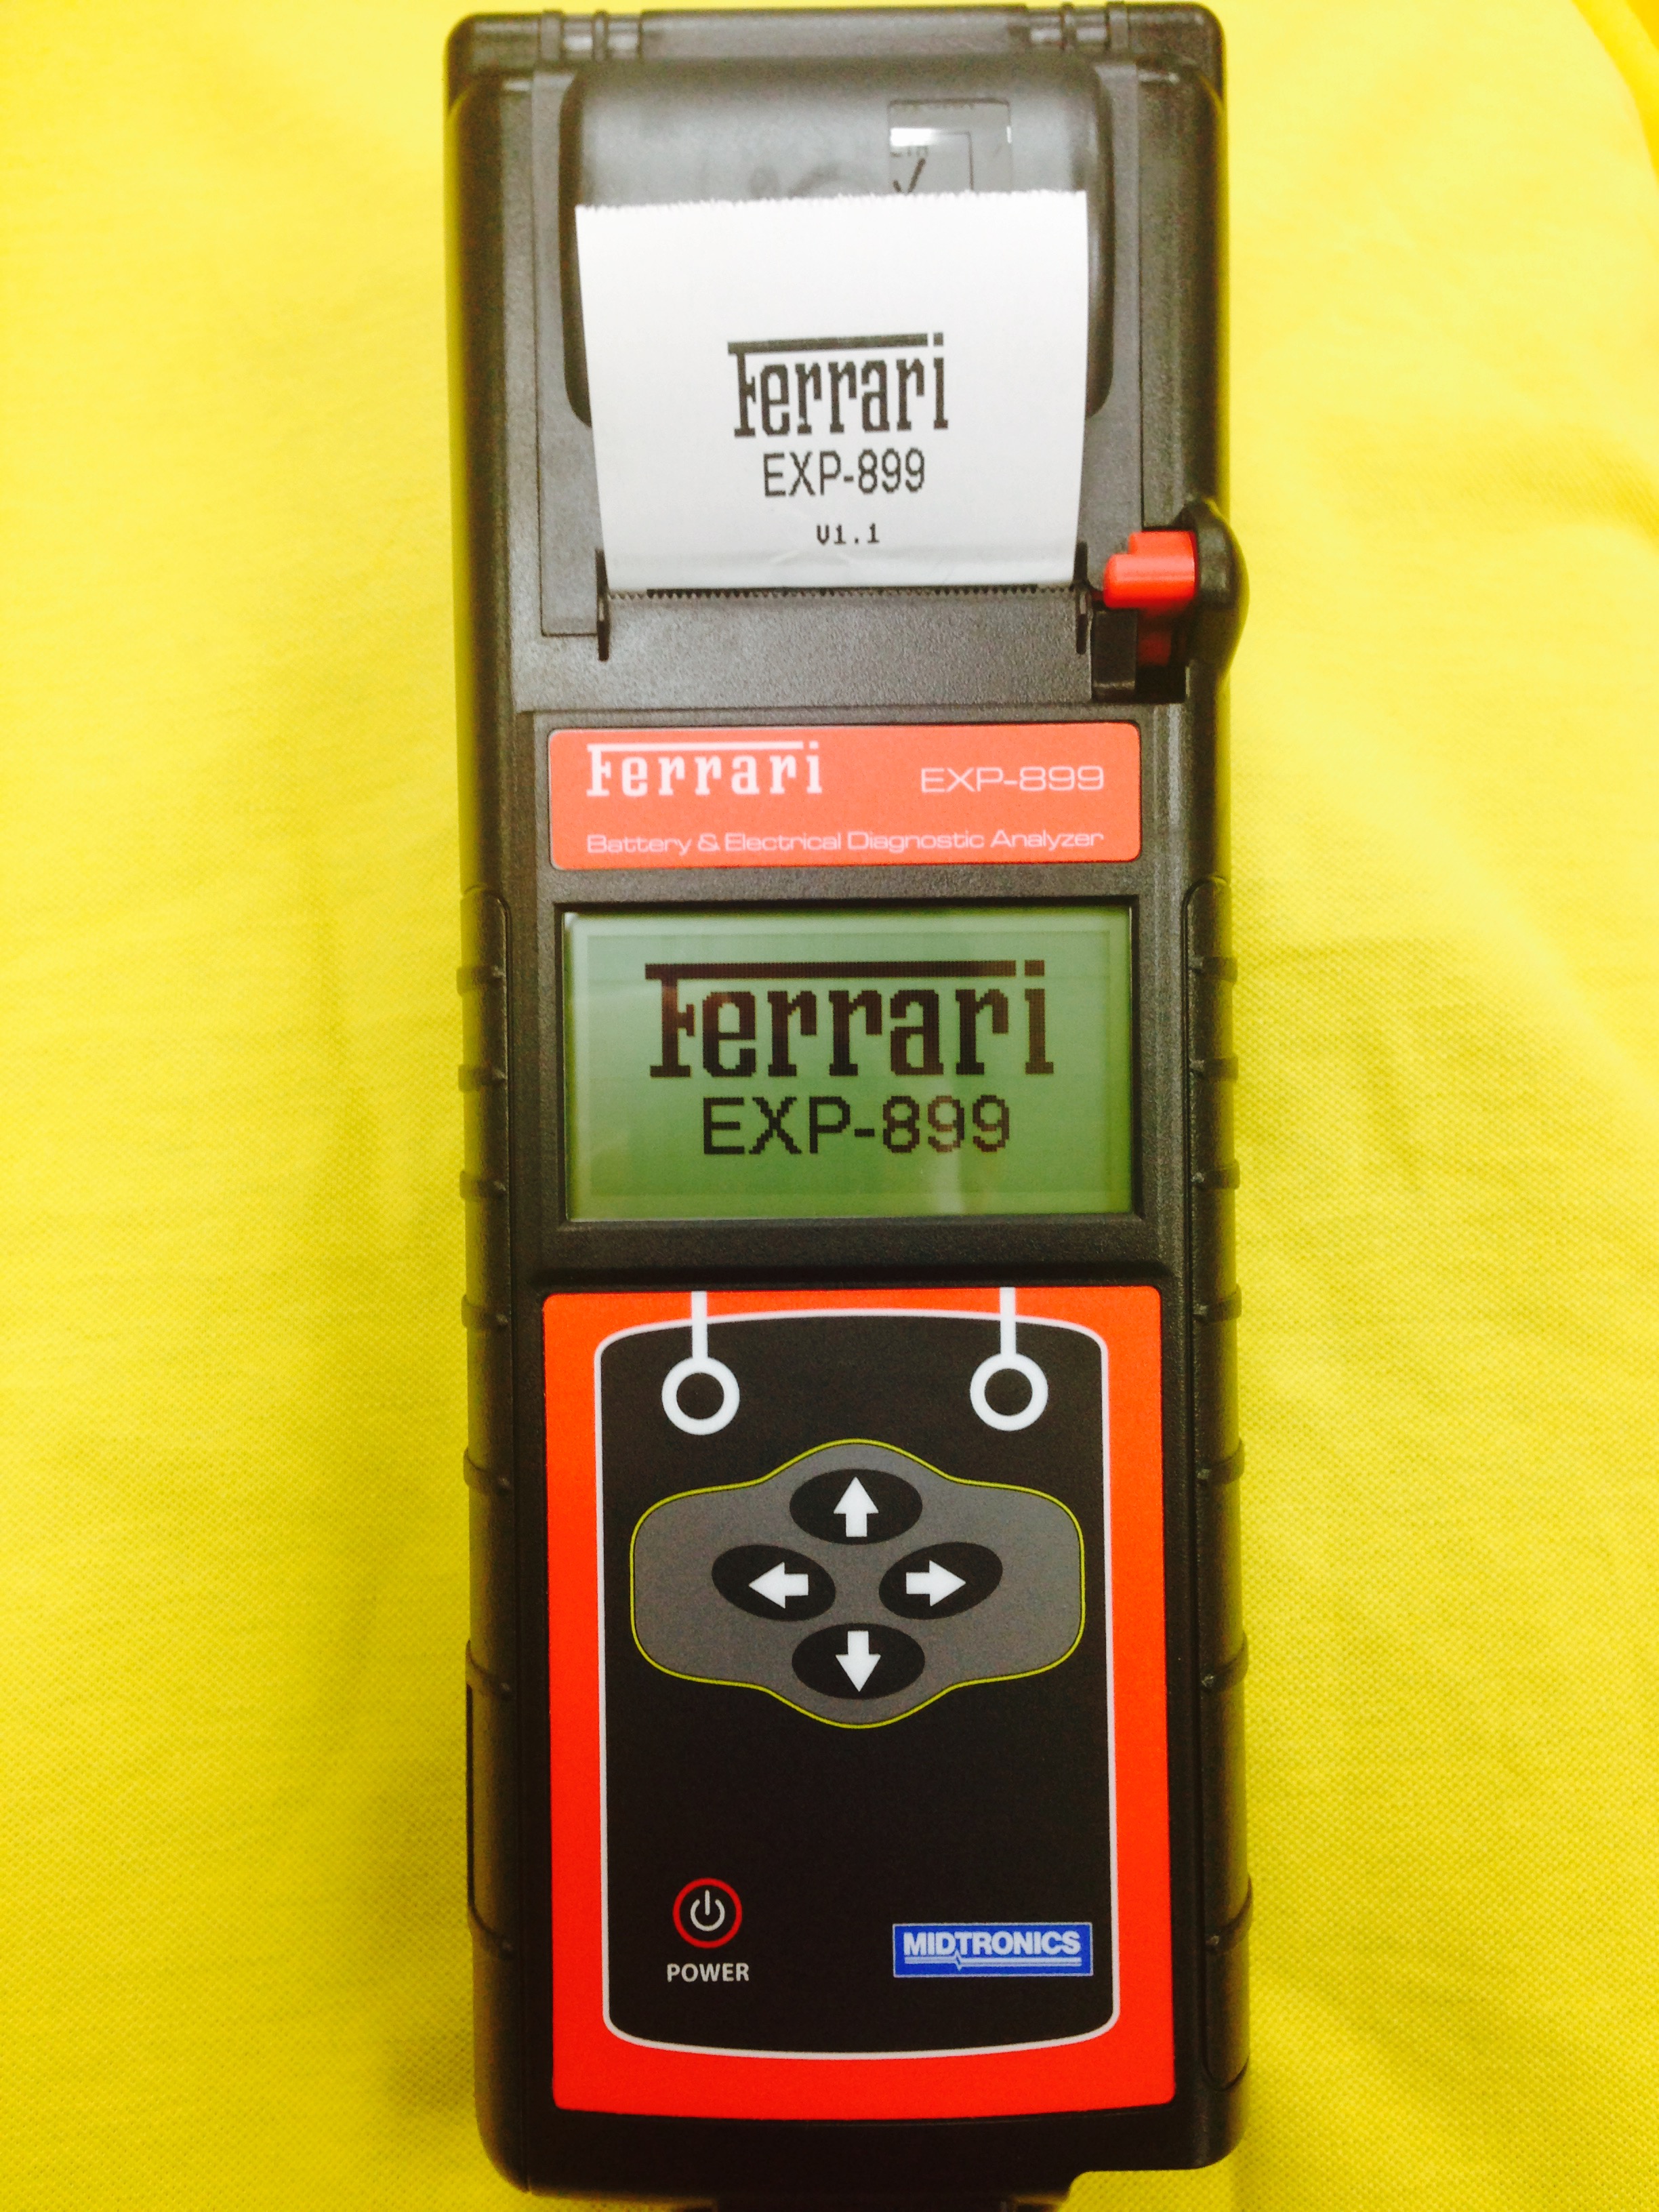 Ferrari
EXP-899
V1.1
Ferrari EXP-899
Battery & Electrical Diagnostic Analyzer
Ferrari
EXP-899
POWER
MIDTRONICS